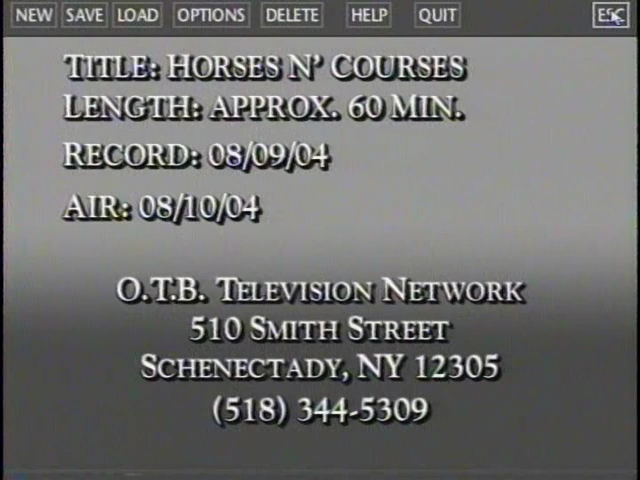 NEW SAVE LOAD OPTIONS DELETE HELP QUIT ESC
TITLE: HORSES N' COURSES
LENGTH: APPROX. 60 MIN.
RECORD: 08/09/04
AIR: 08/10/04
O.T.B. TELEVISION NETWORK
510 SMITH STREET
SCHENECTADY, NY 12305
(518) 344-5309